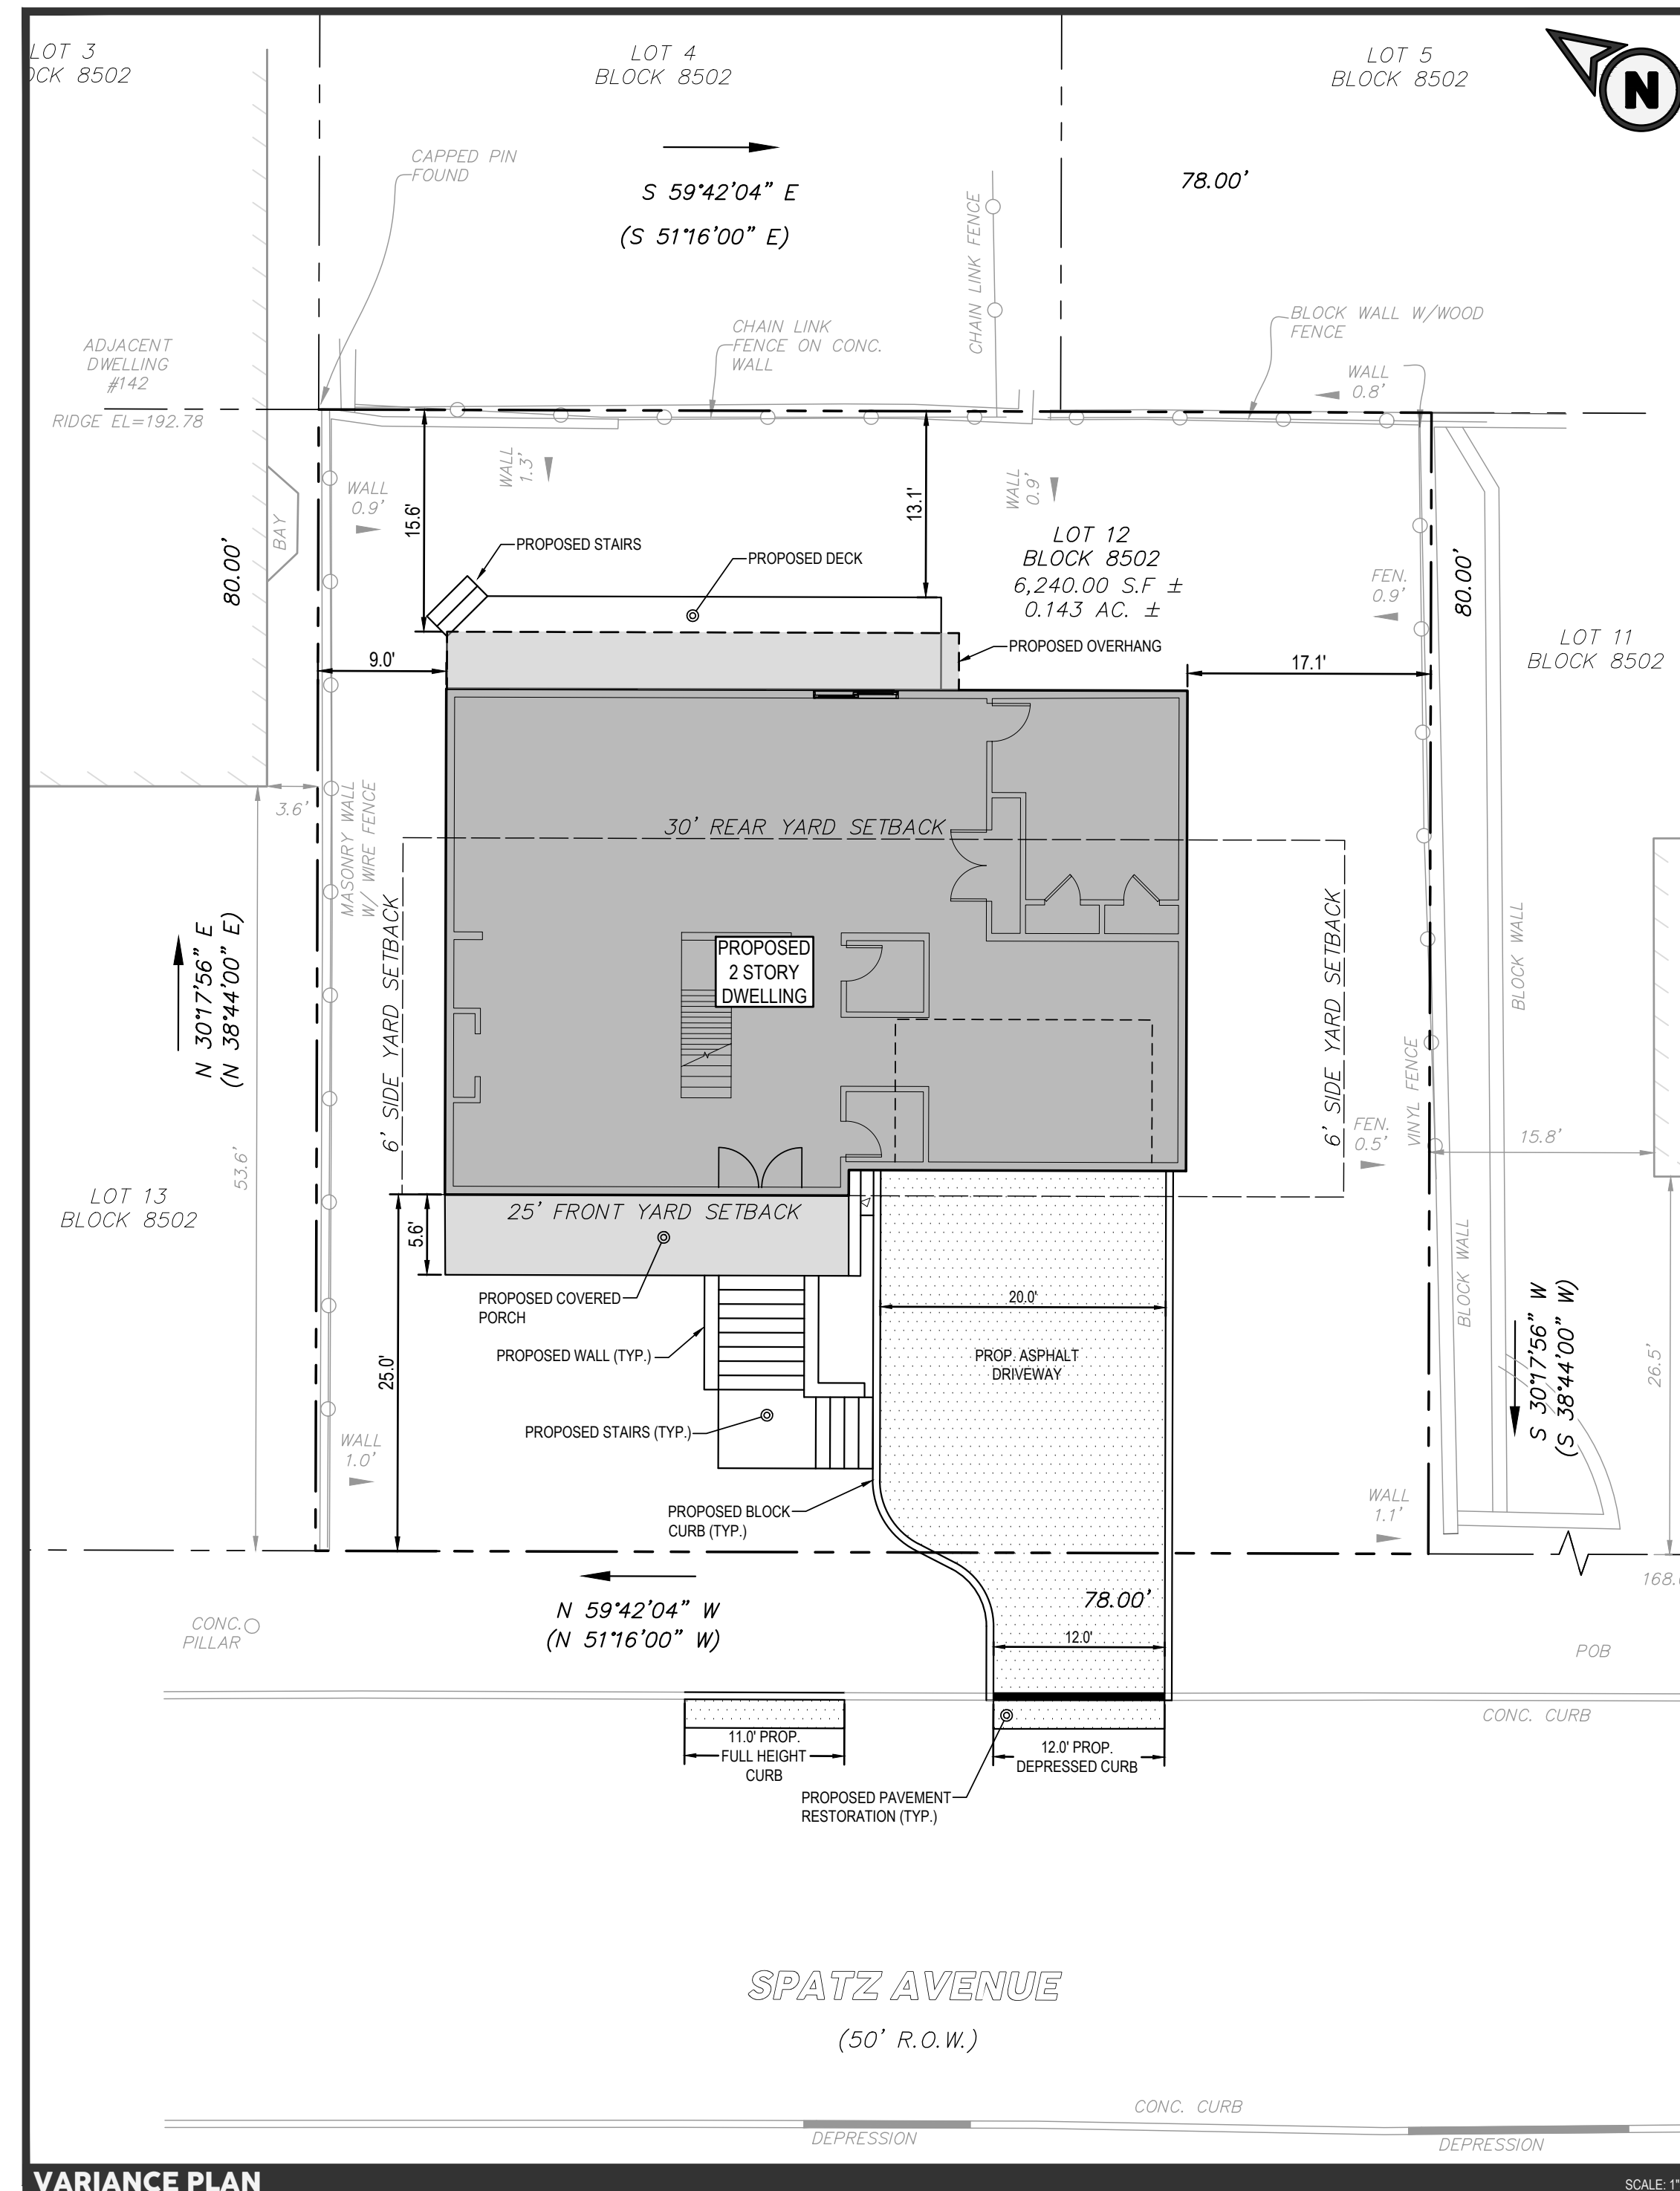 LOT 3
OCK 8502
LOT 4
BLOCK 8502
LOT 5
BLOCK 8502
N
CAPPED PIN
FOUND
S 59°42'04" E
(S 51°16'00" E)
78.00'
CHAIN LINK FENCE
CHAIN LINK
FENCE ON CONC.
WALL
BLOCK WALL W/WOOD
FENCE
WALL
0.8'
ADJACENT
DWELLING
#142
RIDGE EL=192.78
BAY
80.00'
WALL
0.9'
WALL
1.3'
15.6'
13.1'
WALL
0.9'
PROPOSED STAIRS
PROPOSED DECK
LOT 12
BLOCK 8502
6,240.00 S.F ±
0.143 AC. ±
FEN.
0.9'
80.00'
LOT 11
BLOCK 8502
PROPOSED OVERHANG
9.0'
17.1'
3.6'
MASONRY WALL
W/ WIRE FENCE
30' REAR YARD SETBACK
6' SIDE YARD SETBACK
N 30°17'56" E
(N 38°44'00" E)
PROPOSED
2 STORY
DWELLING
6' SIDE YARD SETBACK
BLOCK WALL
VINYL FENCE
FEN.
0.5'
15.8'
53.6'
LOT 13
BLOCK 8502
25' FRONT YARD SETBACK
5.6'
PROPOSED COVERED
PORCH
20.0'
BLOCK WALL
PROPOSED WALL (TYP.)
PROP. ASPHALT
DRIVEWAY
25.0'
S 30°17'56" W
(S 38°44'00" W)
26.5'
PROPOSED STAIRS (TYP.)
WALL
1.0'
PROPOSED BLOCK
CURB (TYP.)
WALL
1.1'
168.
N 59°42'04" W
(N 51°16'00" W)
78.00'
CONC.
PILLAR
12.0'
POB
CONC. CURB
11.0' PROP.
FULL HEIGHT
CURB
12.0' PROP.
DEPRESSED CURB
PROPOSED PAVEMENT
RESTORATION (TYP.)
SPATZ AVENUE
(50' R.O.W.)
CONC. CURB
DEPRESSION
DEPRESSION
VARIANCE PLAN
SCALE: 1"